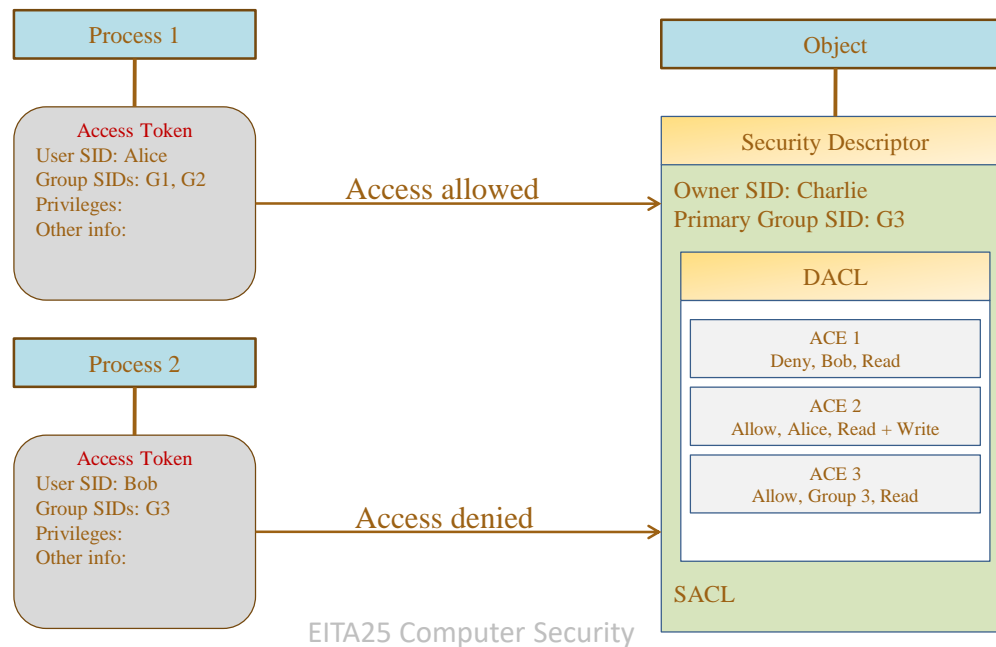 Process 1
Access Token
User SID: Alice
Group SIDs: G1, G2
Privileges:
Other info:
Access allowed
Process 2
Access Token
User SID: Bob
Group SIDs: G3
Privileges:
Other info:
Access denied
Object
Security Descriptor
Owner SID: Charlie
Primary Group SID: G3
DACL
ACE 1
Deny, Bob, Read
ACE 2
Allow, Alice, Read + Write
ACE 3
Allow, Group 3, Read
SACL
EITA25 Computer Security